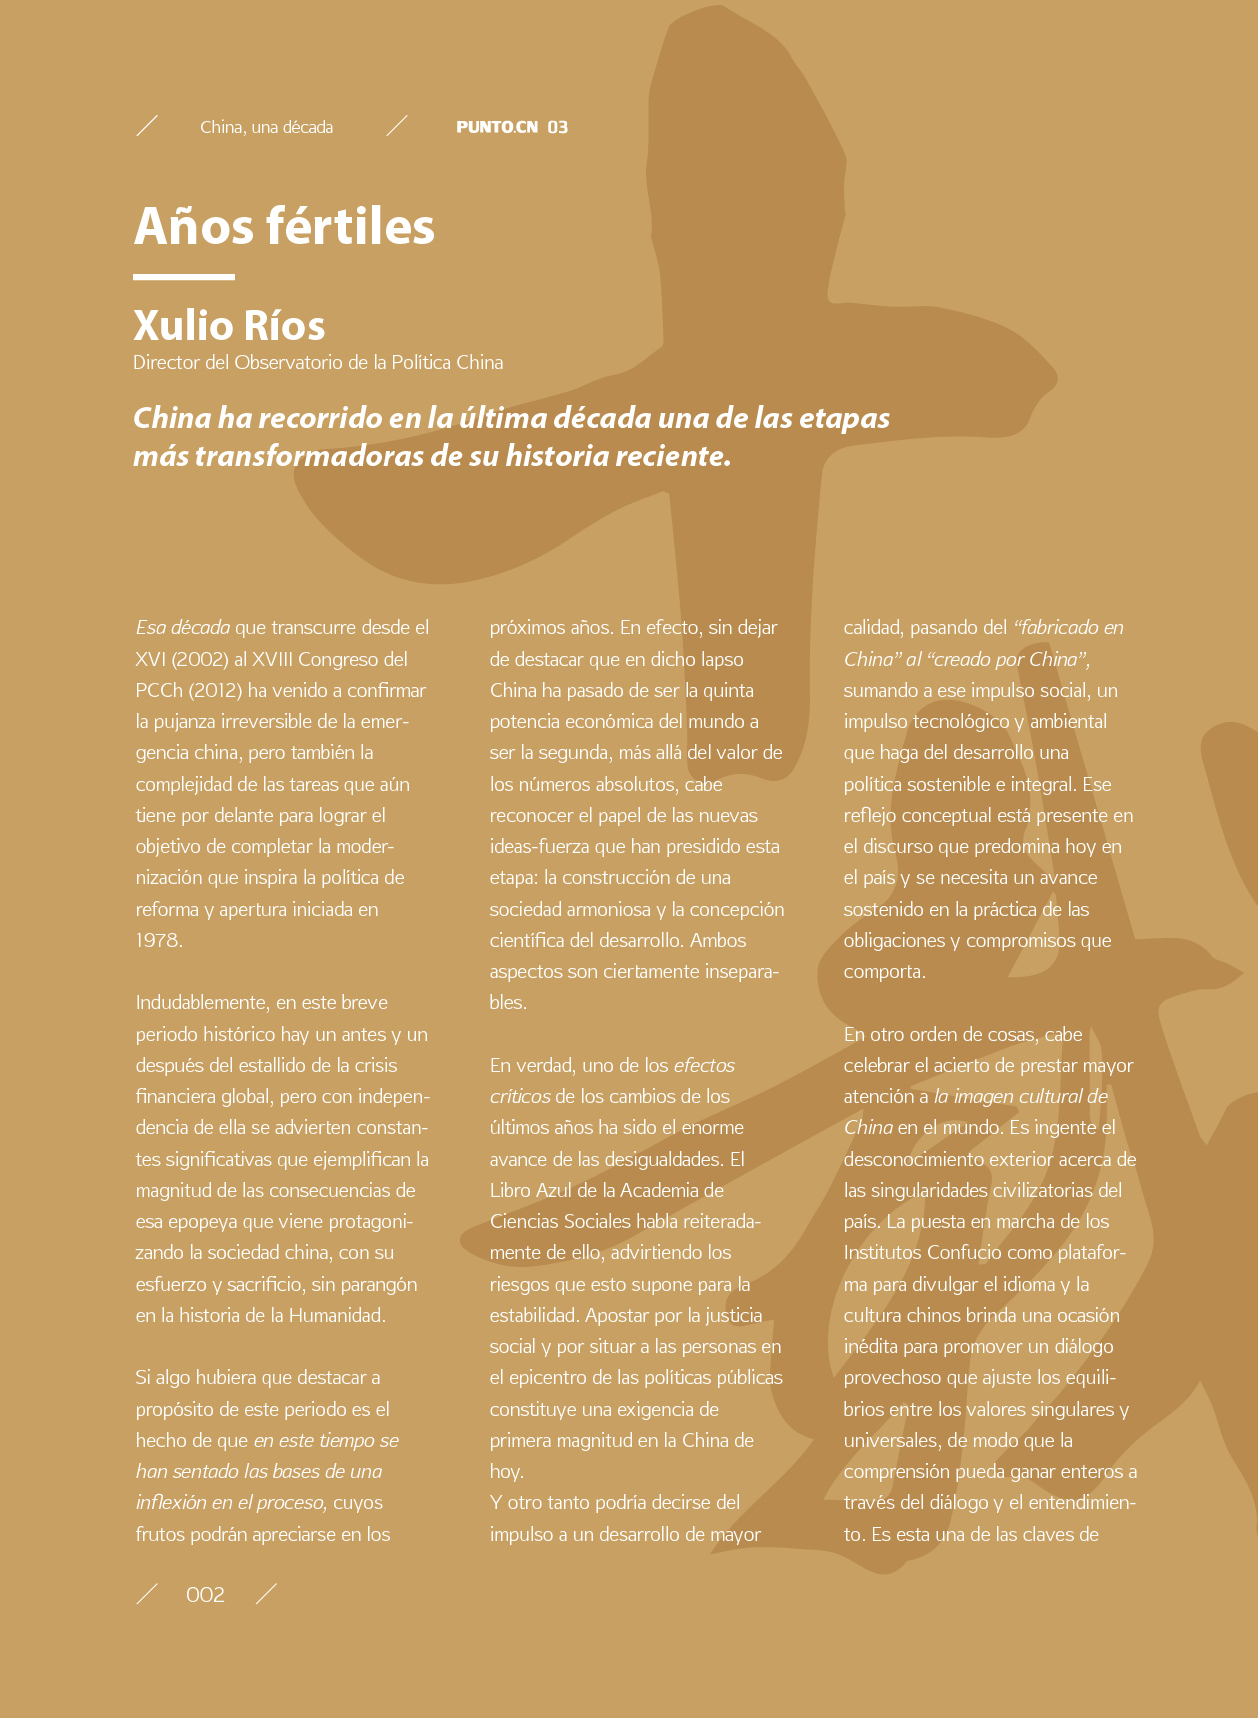 China, una década
PUNTO.CN 03
Años fértiles
Xulio Ríos
Director del Observatorio de la Política China
China ha recorrido en la última década una de las etapas
más transformadoras de su historia reciente.
Esa década que transcurre desde el
XVI (2002) al XVIII Congreso del
PCCh (2012) ha venido a confirmar
la pujanza irreversible de la emer-
gencia china, pero también la
complejidad de las tareas que aún
tiene por delante para lograr el
objetivo de completar la moder-
nización que inspira la política de
reforma y apertura iniciada en
1978.
Indudablemente, en este breve
periodo histórico hay un antes y un
después del estallido de la crisis
financiera global, pero con indepen-
dencia de ella se advierten constan-
tes significativas que ejemplifican la
magnitud de las consecuencias de
esa epopeya que viene protagoni-
zando la sociedad china, con su
esfuerzo y sacrificio, sin parangón
en la historia de la Humanidad.
Si algo hubiera que destacar a
propósito de este periodo es el
hecho de que en este tiempo se
han sentado las bases de una
inflexión en el proceso, cuyos
frutos podrán apreciarse en los
próximos años. En efecto, sin dejar
de destacar que en dicho lapso
China ha pasado de ser la quinta
potencia económica del mundo a
ser la segunda, más allá del valor de
los números absolutos, cabe
reconocer el papel de las nuevas
ideas-fuerza que han presidido esta
etapa: la construcción de una
sociedad armoniosa y la concepción
científica del desarrollo. Ambos
aspectos son ciertamente insepara-
bles.
En verdad, uno de los efectos
críticos de los cambios de los
últimos años ha sido el enorme
avance de las desigualdades. El
Libro Azul de la Academia de
Ciencias Sociales habla reiterada-
mente de ello, advirtiendo los
riesgos que esto supone para la
estabilidad. Apostar por la justicia
social y por situar a las personas en
el epicentro de las políticas públicas
constituye una exigencia de
primera magnitud en la China de
hoy.
Y otro tanto podría decirse del
impulso a un desarrollo de mayor
calidad, pasando del “fabricado en
China” al “creado por China”,
sumando a ese impulso social, un
impulso tecnológico y ambiental
que haga del desarrollo una
política sostenible e integral. Ese
reflejo conceptual está presente en
el discurso que predomina hoy en
el país y se necesita un avance
sostenido en la práctica de las
obligaciones y compromisos que
comporta.
En otro orden de cosas, cabe
celebrar el acierto de prestar mayor
atención a la imagen cultural de
China en el mundo. Es ingente el
desconocimiento exterior acerca de
las singularidades civilizatorias del
país. La puesta en marcha de los
Institutos Confucio como platafor-
ma para divulgar el idioma y la
cultura chinos brinda una ocasión
inédita para promover un diálogo
provechoso que ajuste los equili-
brios entre los valores singulares y
universales, de modo que la
comprensión pueda ganar enteros a
través del diálogo y el entendimien-
to. Es esta una de las claves de
002